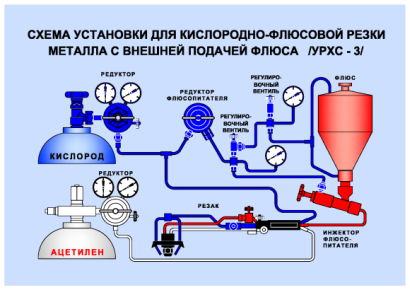 СХЕМА УСТАНОВКИ ДЛЯ КИСЛОРОДНО-ФЛЮСОВОЙ РЕЗКИ
МЕТАЛЛА С ВНЕШНЕЙ ПОДАЧЕЙ ФЛЮСА /УРХС - 3/
РЕДУКТОР
РЕДУКТОР
ФЛЮСОПИТАТЕЛЯ
РЕГУЛИРО-
ВОЧНЫЙ
ВЕНТИЛЬ
ФЛЮС
РЕГУЛИРО-
ВОЧНЫЙ
ВЕНТИЛЬ
КИСЛОРОД
РЕДУКТОР
РЕЗАК
ИНЖЕКТОР
ФЛЮСО-
ПИТАТЕЛЯ
АЦЕТИЛЕН